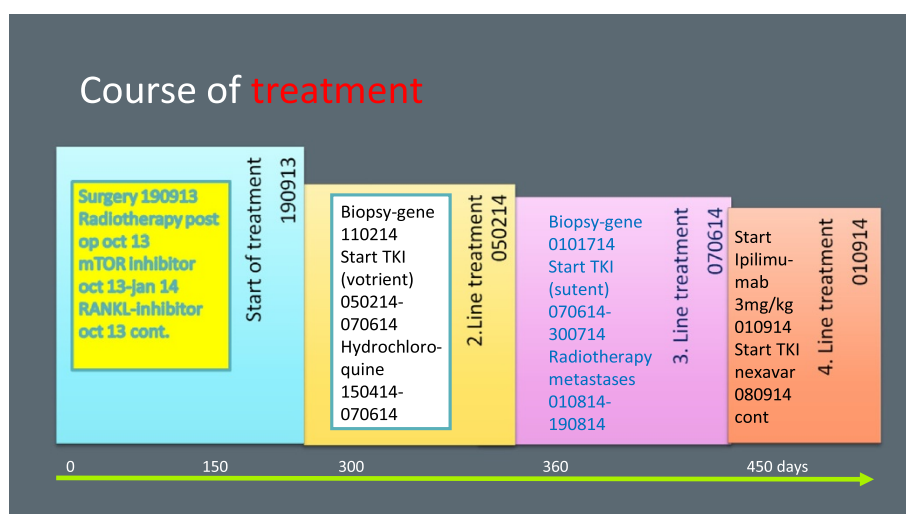 Course of treatment
Surgery 190913
Radiotherapy post
op oct 13
mTOR inhibitor
oct 13-jan 14
RANKL-inhibitor
oct 13 cont.
Start of treatment
190913
Biopsy-gene
110214
Start TKI
(votrient)
050214-
070614
Hydrochloro-
quine
150414-
070614
2.Line treatment
050214
Biopsy-gene
0101714
Start TKI
(sutent)
070614-
300714
Radiotherapy
metastases
010814-
190814
3. Line treatment
070614
Start
Ipilimu-
mab
3mg/kg
010914
Start TKI
nexavar
080914
cont
4. Line treatment
010914
0 150 300 360 450 days